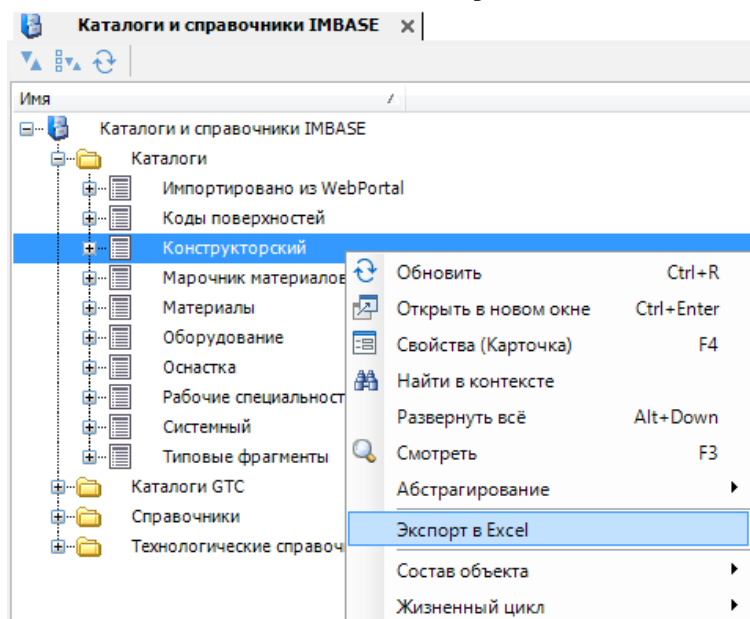 Каталоги и справочники IMBASE
Имя
Каталоги и справочники IMBASE
Каталоги
Импортировано из WebPortal
Коды поверхностей
Конструкторский
Марочник материалов
Материалы
Оборудование
Оснастка
Рабочие специальност
Системный
Типовые фрагменты
Каталоги GTC
Справочники
Технологические справоч
Обновить Ctrl+R
Открыть в новом окне Ctrl+Enter
Свойства (Карточка) F4
Найти в контексте
Развернуть всё Alt+Down
Смотреть F3
Абстрагирование
Экспорт в Excel
Состав объекта
Жизненный цикл